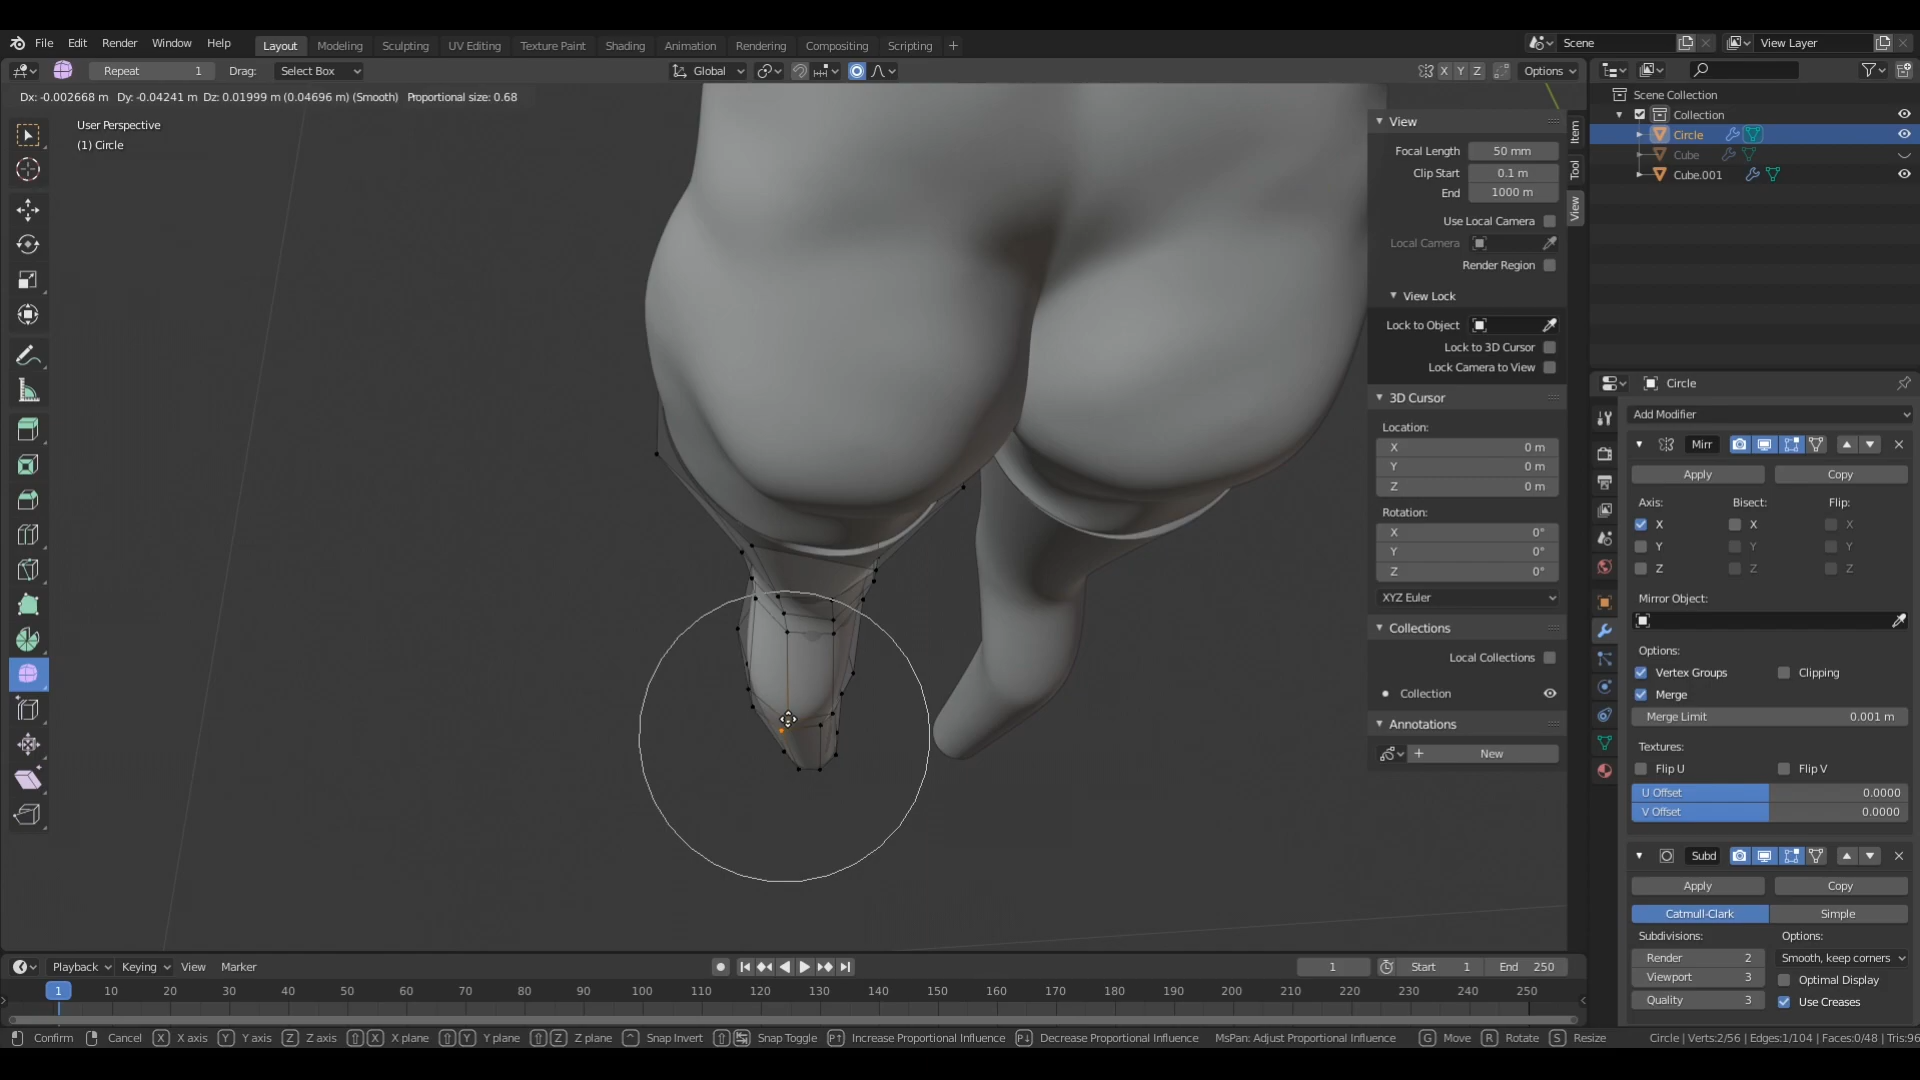 File Edit Render Window Help Layout Modeling Sculpting UV Editing Texture Paint Shading Animation Rendering Compositing Scripting + Scene View Layer
Repeat 1 Drag: Select Box Global X Y Z Options
Dx: -0.002668 m Dy: -0.04241 m Dz: 0.01999 m (0.04696 m) (Smooth) Proportional size: 0.68
User Perspective
(1) Circle
View
Focal Length 50 mm
Clip Start 0.1 m
End 1000 m
Use Local Camera
Local Camera
Render Region
View Lock
Lock to Object
Lock to 3D Cursor
Lock Camera to View
3D Cursor
Location:
X 0 m
Y 0 m
Z 0 m
Rotation:
X 0°
Y 0°
Z 0°
XYZ Euler
Collections
Local Collections
Collection
Annotations
+ New
Item
Tool
View
Scene Collection
Collection
Circle
Cube
Cube.001
Circle
Add Modifier
Mirr
Apply Copy
Axis: Bisect: Flip:
X X X
Y Y Y
Z Z Z
Mirror Object:
Options:
Vertex Groups Clipping
Merge
Merge Limit 0.001 m
Textures:
Flip U Flip V
U Offset 0.0000
V Offset 0.0000
Subd
Apply Copy
Catmull-Clark Simple
Subdivisions: Options:
Render 2 Smooth, keep corners
Viewport 3 Optimal Display
Quality 3 Use Creases
Playback Keying View Marker 1 Start 1 End 250
1 10 20 30 40 50 60 70 80 90 100 110 120 130 140 150 160 170 180 190 200 210 220 230 240 250
Confirm Cancel X X axis Y Y axis Z Z axis X X plane Y Y plane Z Z plane Snap Invert Snap Toggle Increase Proportional Influence Decrease Proportional Influence MsPan: Adjust Proportional Influence G Move R Rotate S Resize Circle | Verts:2/56 | Edges:1/104 | Faces:0/48 | Tris:96